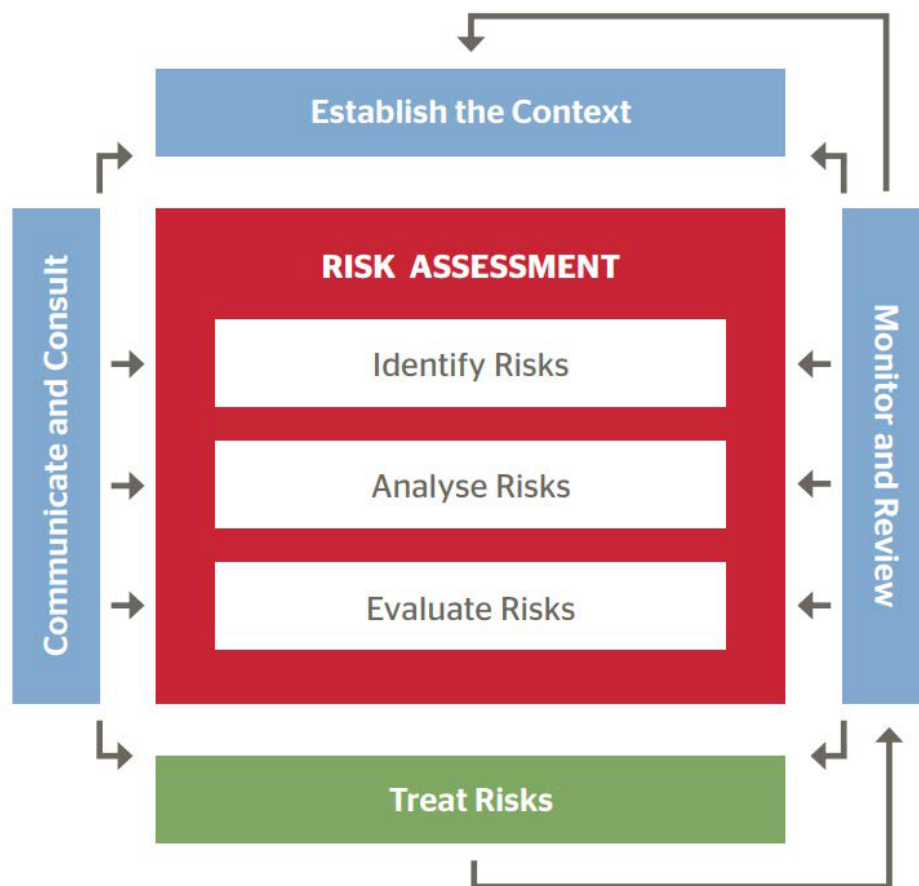 Establish the Context
Communicate and Consult
RISK ASSESSMENT
Identify Risks
Analyse Risks
Evaluate Risks
Monitor and Review
Treat Risks